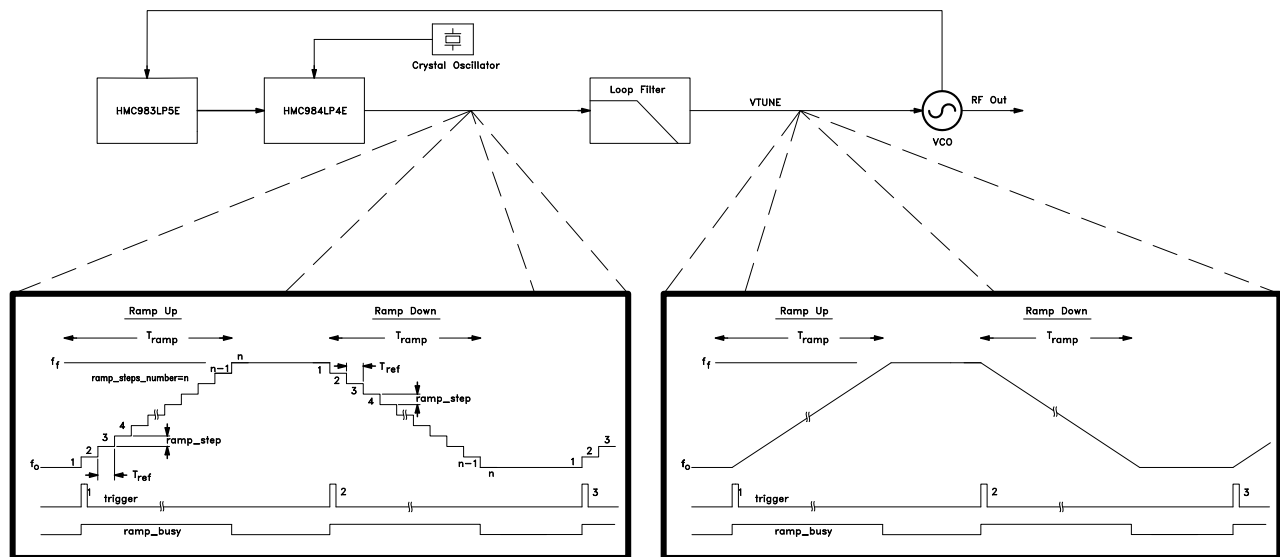 Crystal Oscillator
HMC983LP5E
HMC984LP4E
Loop Filter
VTUNE
RF Out
VCO
Ramp Up
Ramp Down
Tramp
Tramp
ff
n
n-1
ramp_steps_number=n
1
2
3
4
Tref
ramp_step
4
3
2
1
fo
ramp_step
Tref
n-1
n
1
2
3
1
trigger
2
3
ramp_busy
Ramp Up
Ramp Down
Tramp
Tramp
ff
fo
1
trigger
2
3
ramp_busy